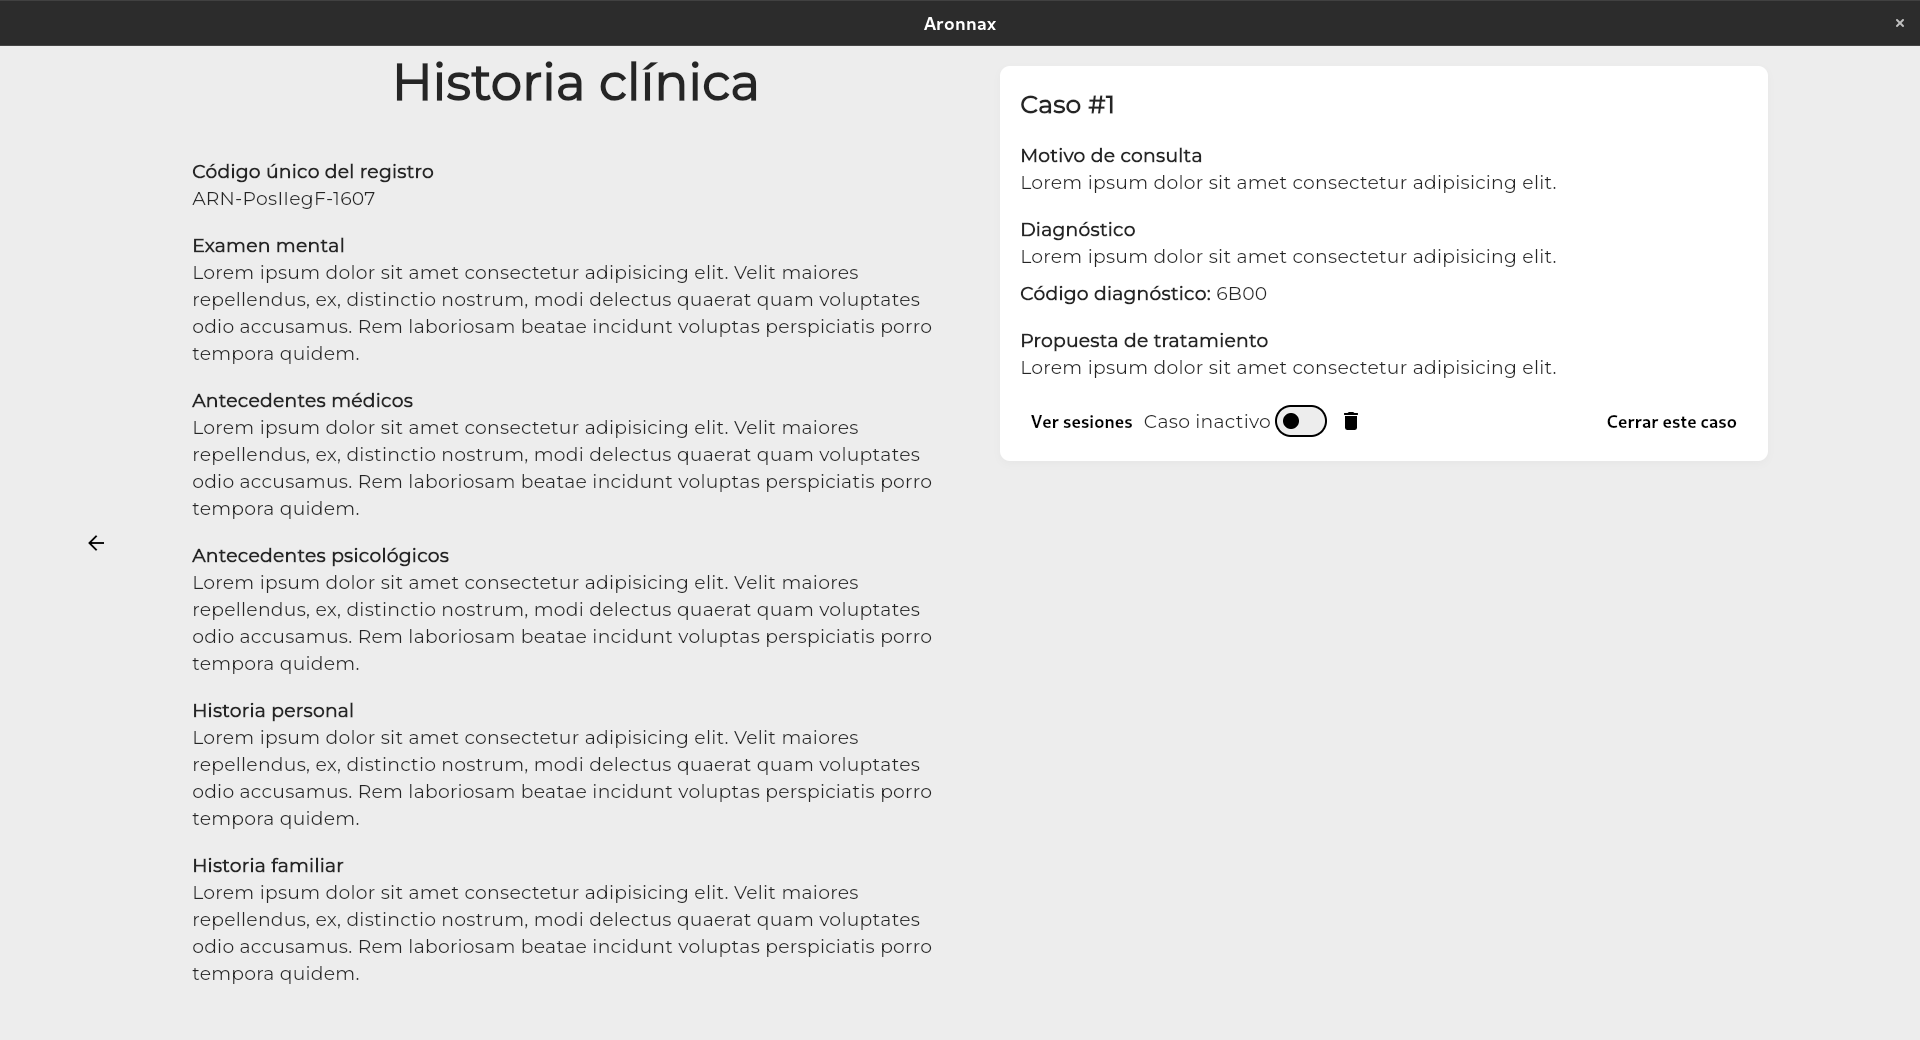 Aronnax
Historia clínica
Código único del registro
ARN-PosIIegF-1607
Examen mental
Lorem ipsum dolor sit amet consectetur adipisicing elit. Velit maiores
repellendus, ex, distinctio nostrum, modi delectus quaerat quam voluptates
odio accusamus. Rem laboriosam beatae incidunt voluptas perspiciatis porro
tempora quidem.
Antecedentes médicos
Lorem ipsum dolor sit amet consectetur adipisicing elit. Velit maiores
repellendus, ex, distinctio nostrum, modi delectus quaerat quam voluptates
odio accusamus. Rem laboriosam beatae incidunt voluptas perspiciatis porro
tempora quidem.
Antecedentes psicológicos
Lorem ipsum dolor sit amet consectetur adipisicing elit. Velit maiores
repellendus, ex, distinctio nostrum, modi delectus quaerat quam voluptates
odio accusamus. Rem laboriosam beatae incidunt voluptas perspiciatis porro
tempora quidem.
Historia personal
Lorem ipsum dolor sit amet consectetur adipisicing elit. Velit maiores
repellendus, ex, distinctio nostrum, modi delectus quaerat quam voluptates
odio accusamus. Rem laboriosam beatae incidunt voluptas perspiciatis porro
tempora quidem.
Historia familiar
Lorem ipsum dolor sit amet consectetur adipisicing elit. Velit maiores
repellendus, ex, distinctio nostrum, modi delectus quaerat quam voluptates
odio accusamus. Rem laboriosam beatae incidunt voluptas perspiciatis porro
tempora quidem.
Caso #1
Motivo de consulta
Lorem ipsum dolor sit amet consectetur adipisicing elit.
Diagnóstico
Lorem ipsum dolor sit amet consectetur adipisicing elit.
Código diagnóstico: 6B00
Propuesta de tratamiento
Lorem ipsum dolor sit amet consectetur adipisicing elit.
Ver sesiones Caso inactivo Cerrar este caso